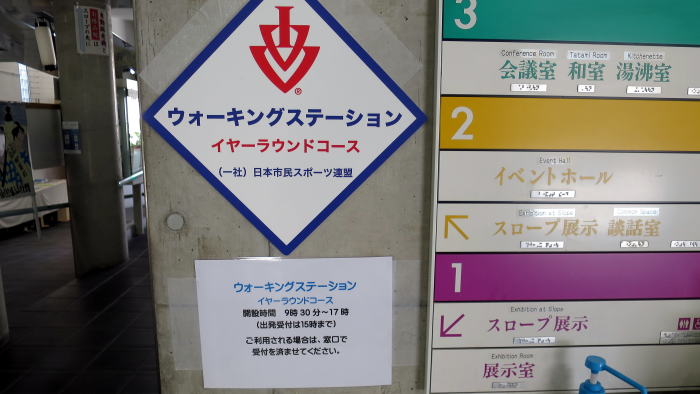 ウォーキングステーション
イヤーラウンドコース
（一社）日本市民スポーツ連盟
ウォーキングステーション
イヤーラウンドコース
開設時間　9時30分〜17時
（出発受付は15時まで）
ご利用される場合は、窓口で
受付を済ませてください。
3
Conference Room Tatami Room Kitchenette
会議室 和室 湯沸室
2
Event Hall
イベントホール
Exhibition at Slope Common Space
スロープ展示 談話室
1
Exhibition at Slope
スロープ展示
Exhibition Room
展示室